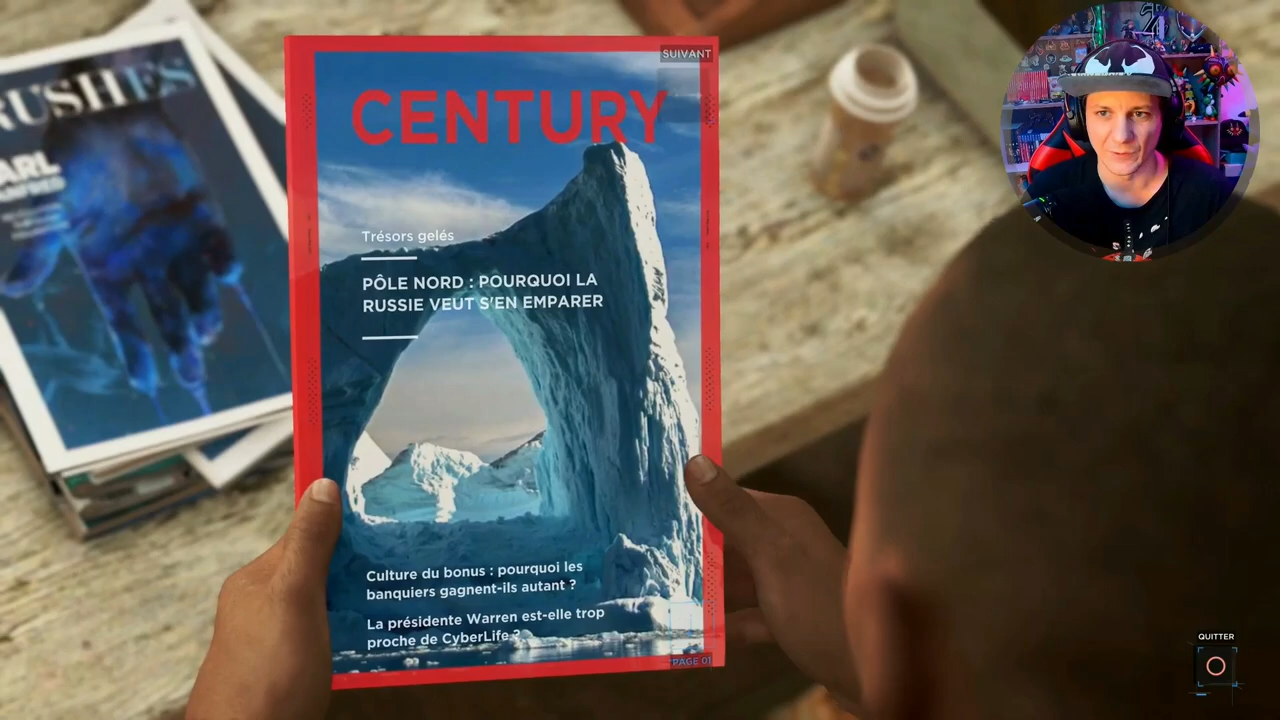 RUSHES
SUIVANT
CENTURY
Trésors gelés
PÔLE NORD : POURQUOI LA
RUSSIE VEUT S'EN EMPARER
Culture du bonus : pourquoi les
banquiers gagnent-ils autant ?
La présidente Warren est-elle trop
proche de CyberLife ?
PAGE 01
QUITTER